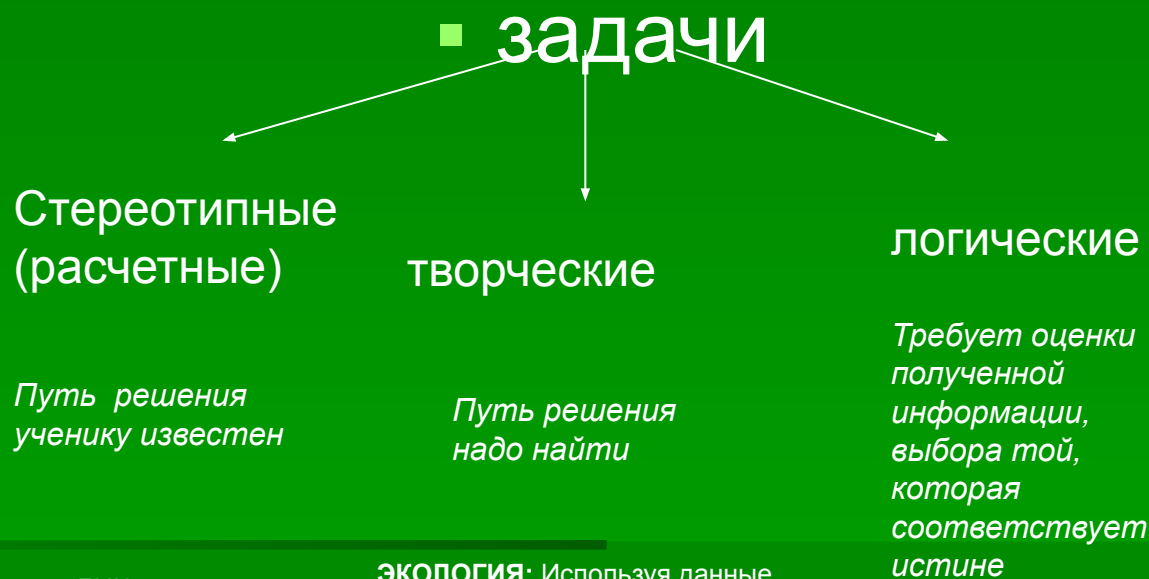 задачи
Стереотипные
(расчетные)
творческие
логические
Путь решения
ученику известен
Путь решения
надо найти
Требует оценки
полученной
информации,
выбора той,
которая
соответствует
истине
ЭКОЛОГИЯ: Используя данные